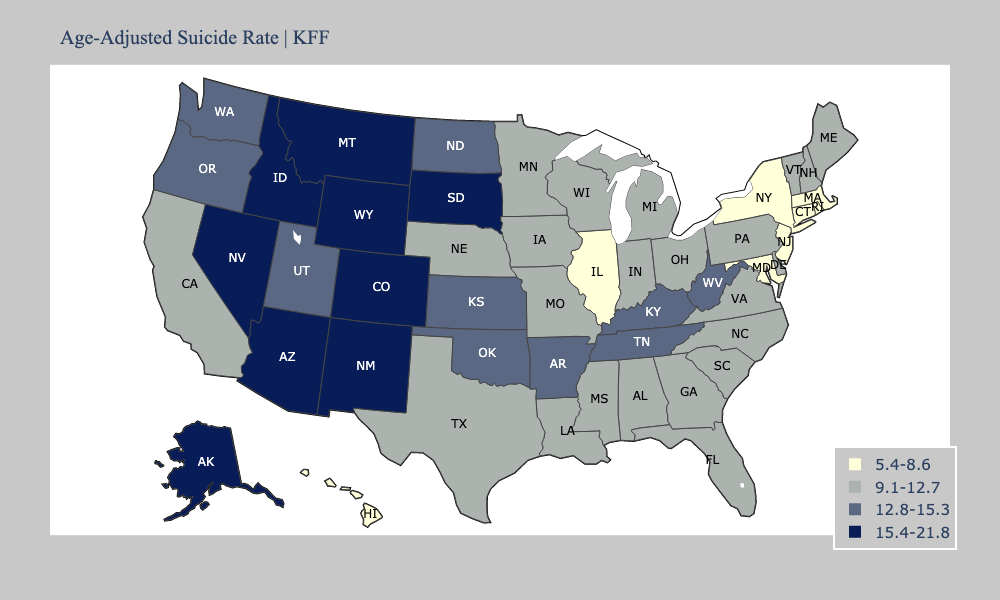 Age-Adjusted Suicide Rate | KFF
WA
MT
ND
MN
ME
OR
ID
SD
WI
VT
NH
WY
MI
NY
MA
CT
RI
NV
UT
NE
IA
PA
NJ
CA
CO
IL
IN
OH
MD
DE
KS
MO
WV
VA
KY
AZ
NM
OK
AR
TN
NC
SC
TX
MS
AL
GA
LA
FL
AK
HI
5.4-8.6
9.1-12.7
12.8-15.3
15.4-21.8